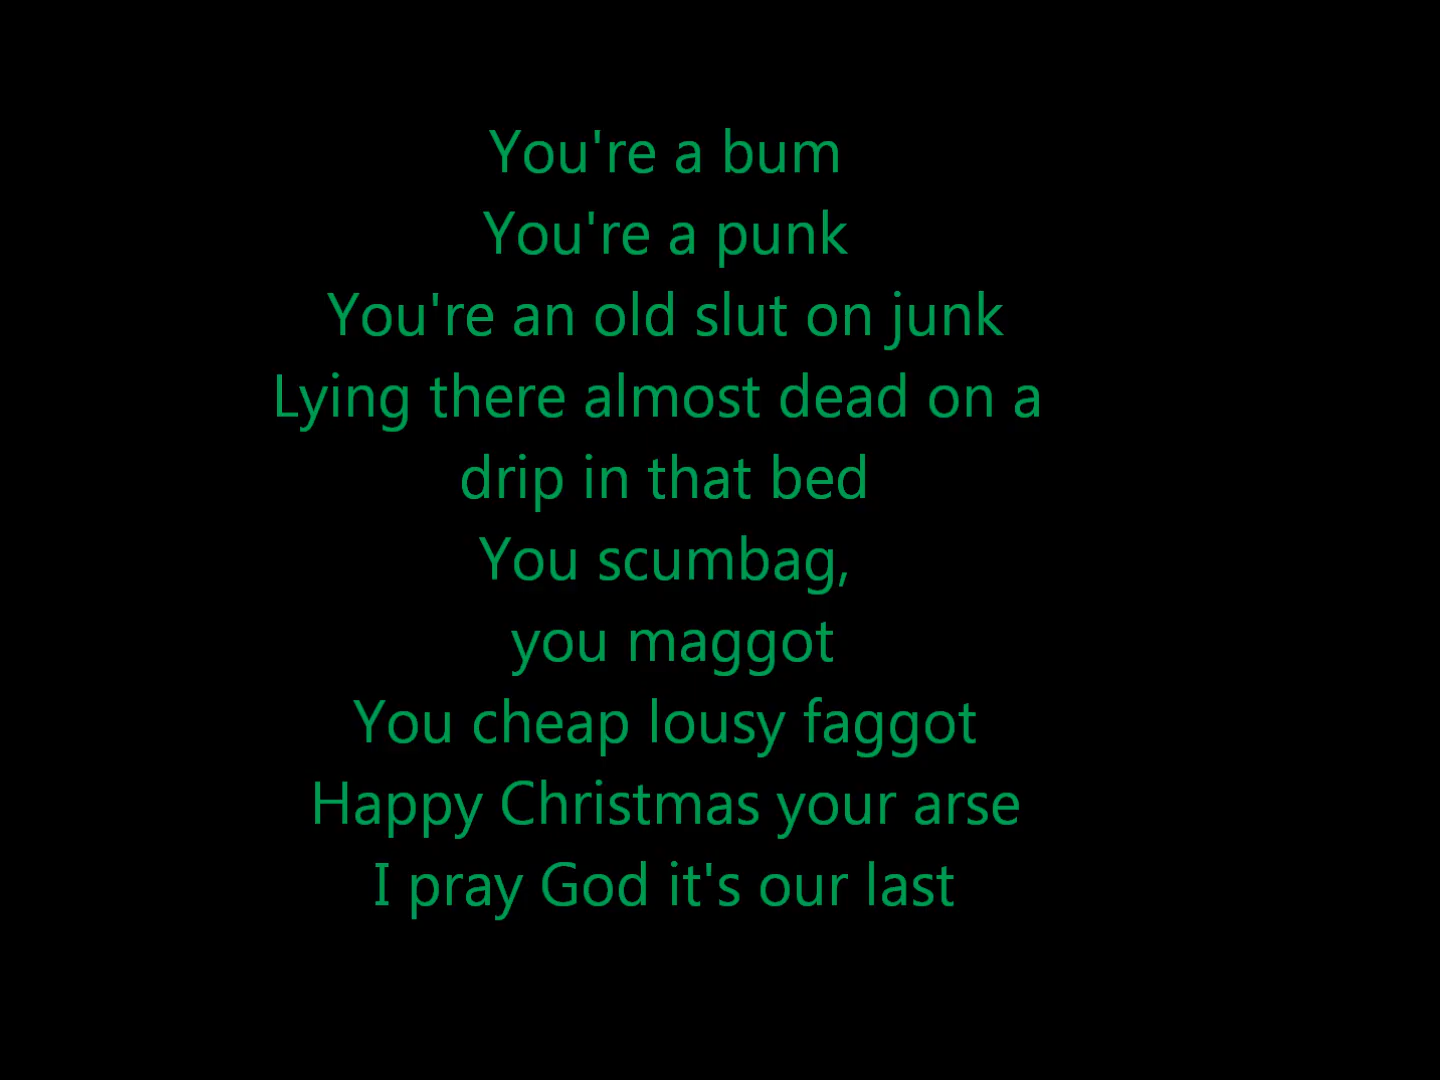 You're a bum
You're a punk
You're an old slut on junk
Lying there almost dead on a
drip in that bed
You scumbag,
you maggot
You cheap lousy faggot
Happy Christmas your arse
I pray God it's our last